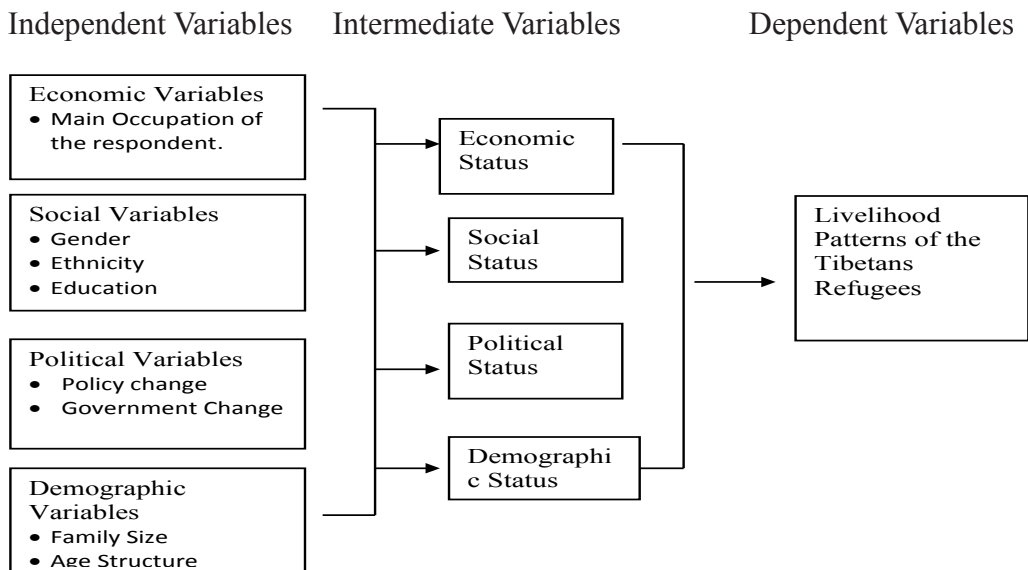 Independent Variables Intermediate Variables Dependent Variables
Economic Variables
• Main Occupation of
the respondent.
Social Variables
• Gender
• Ethnicity
• Education
Political Variables
• Policy change
• Government Change
Demographic
Variables
• Family Size
• Age Structure
Economic
Status
Social
Status
Political
Status
Demographi
c Status
Livelihood
Patterns of the
Tibetans
Refugees